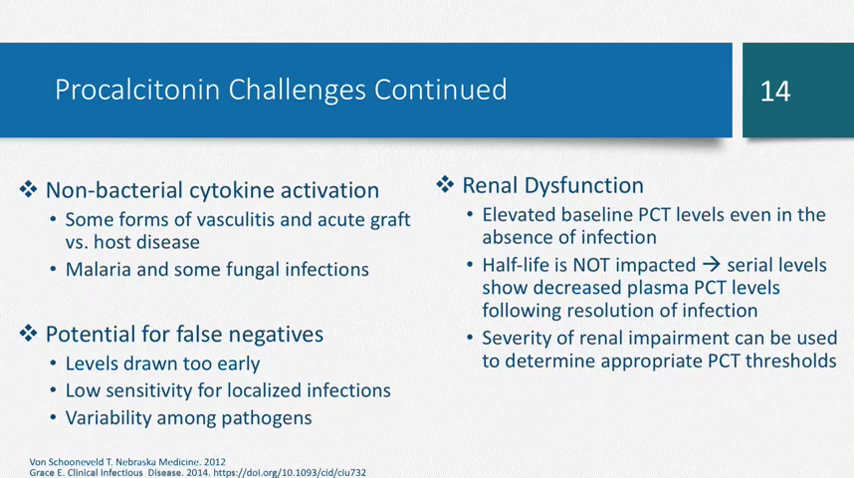 Procalcitonin Challenges Continued
14
❖ Non-bacterial cytokine activation
• Some forms of vasculitis and acute graft
vs. host disease
• Malaria and some fungal infections
❖ Potential for false negatives
• Levels drawn too early
• Low sensitivity for localized infections
• Variability among pathogens
❖ Renal Dysfunction
• Elevated baseline PCT levels even in the
absence of infection
• Half-life is NOT impacted → serial levels
show decreased plasma PCT levels
following resolution of infection
• Severity of renal impairment can be used
to determine appropriate PCT thresholds
Von Schooneveld T. Nebraska Medicine. 2012
Grace E. Clinical Infectious Disease. 2014. https://doi.org/10.1093/cid/ciu732